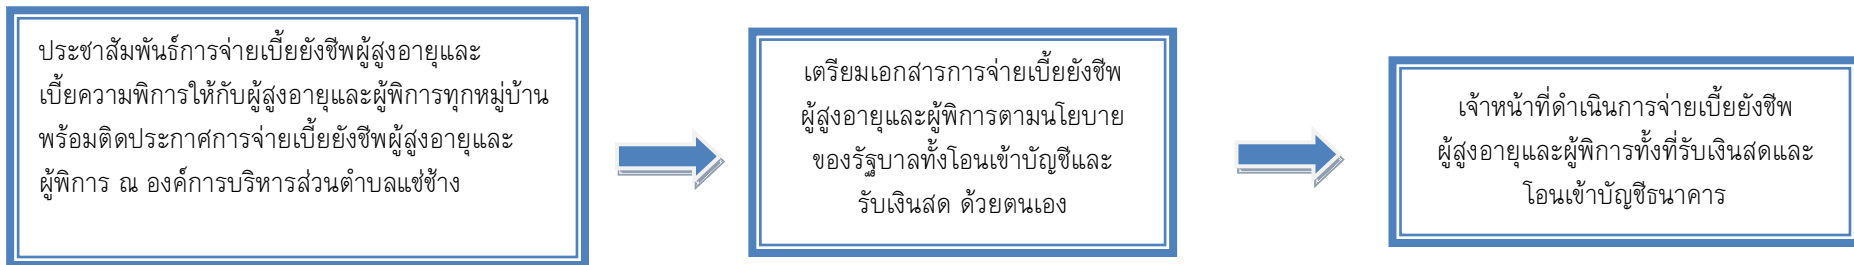 ประชาสัมพันธ์การจ่ายเบี้ยยังชีพผู้สูงอายุและ
เบี้ยความพิการให้กับผู้สูงอายุและผู้พิการทุกหมู่บ้าน
พร้อมติดประกาศการจ่ายเบี้ยยังชีพผู้สูงอายุและ
ผู้พิการ ณ องค์การบริหารส่วนตำบลแช่ช้าง
เตรียมเอกสารการจ่ายเบี้ยยังชีพ
ผู้สูงอายุและผู้พิการตามนโยบาย
ของรัฐบาลทั้งโอนเข้าบัญชีและ
รับเงินสด ด้วยตนเอง
เจ้าหน้าที่ดำเนินการจ่ายเบี้ยยังชีพ
ผู้สูงอายุและผู้พิการทั้งที่รับเงินสดและ
โอนเข้าบัญชีธนาคาร